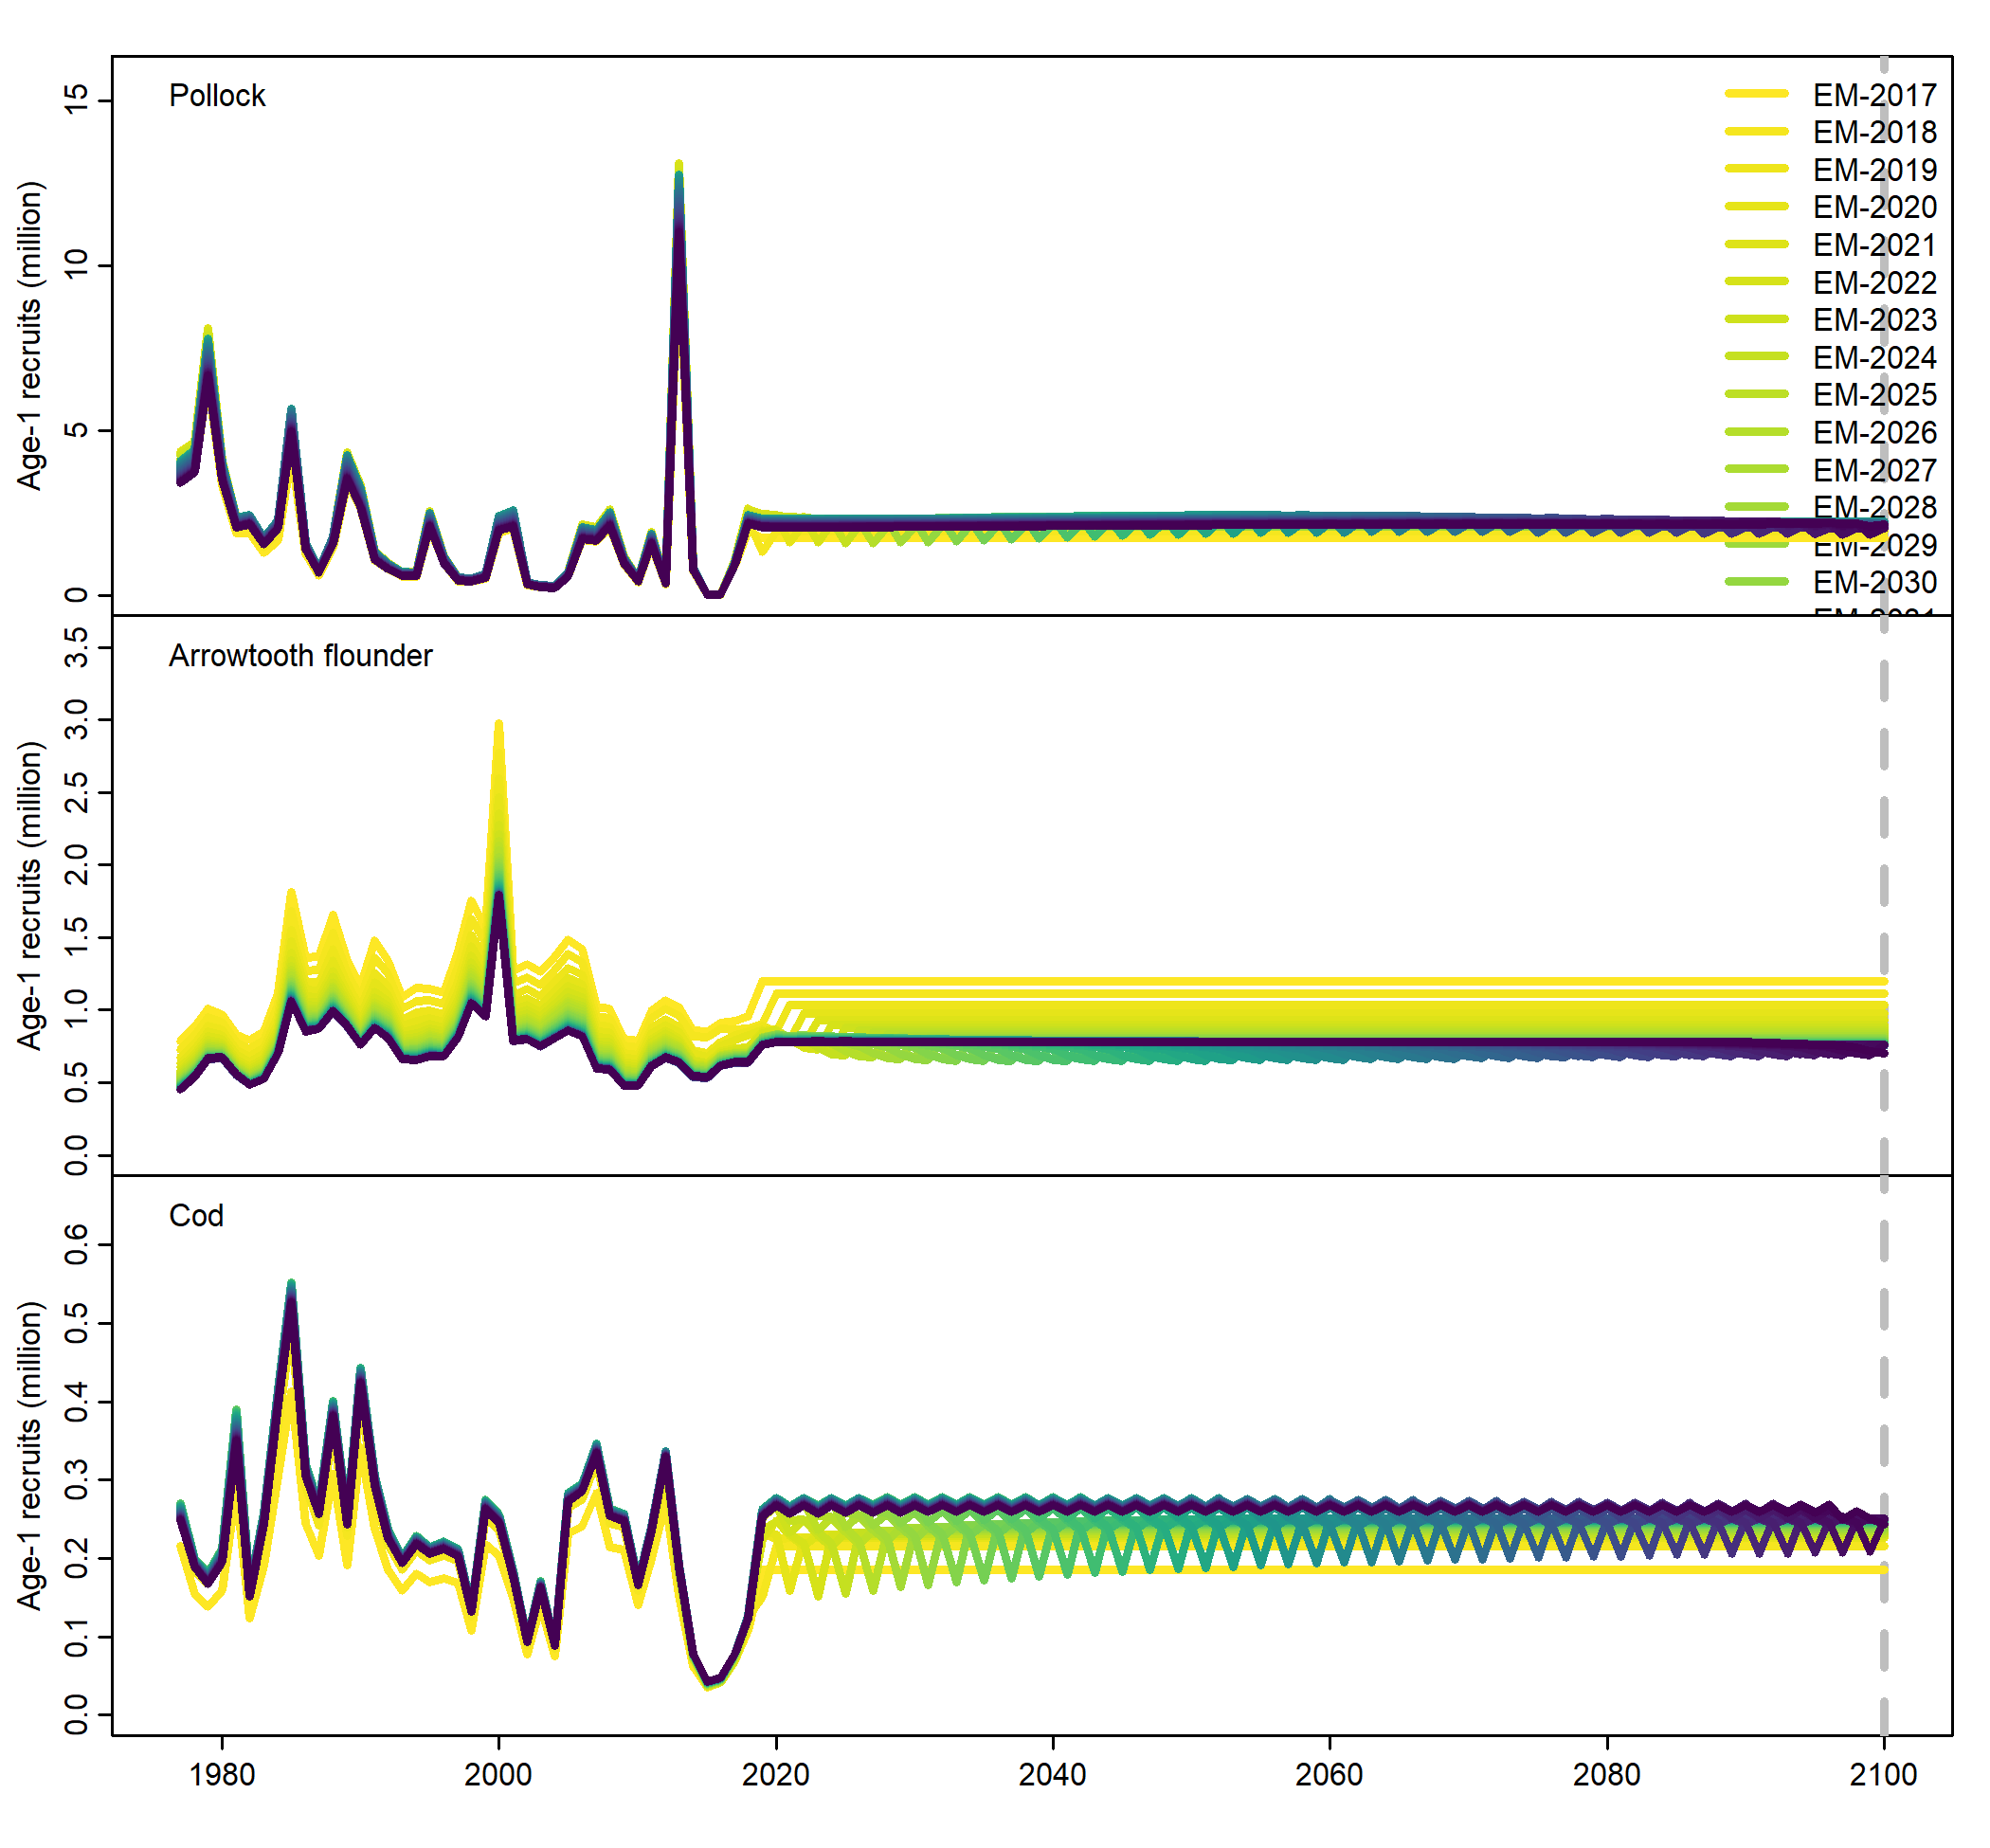 Pollock
Age-1 recruits (million)
15
10
5
0
EM-2017
EM-2018
EM-2019
EM-2020
EM-2021
EM-2022
EM-2023
EM-2024
EM-2025
EM-2026
EM-2027
EM-2028
EM-2029
EM-2030
Arrowtooth flounder
Age-1 recruits (million)
3.5
3.0
2.5
2.0
1.5
1.0
0.5
0.0
Cod
Age-1 recruits (million)
0.6
0.5
0.4
0.3
0.2
0.1
0.0
1980 2000 2020 2040 2060 2080 2100